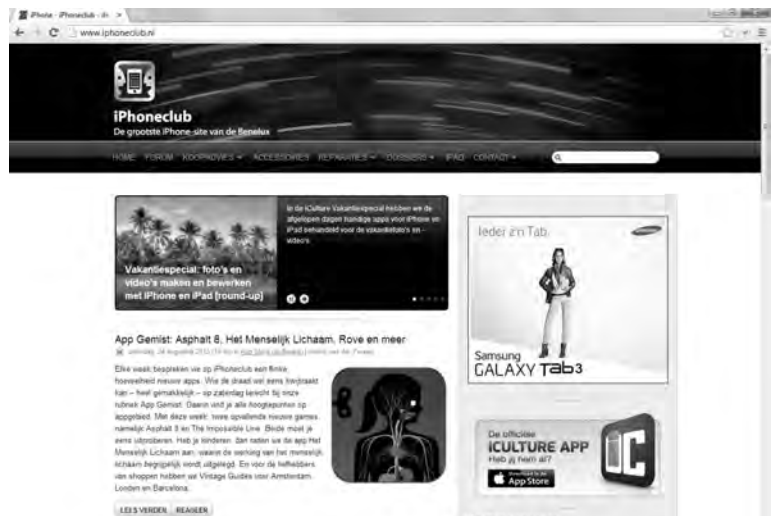 iPhone - iPhoneclub - de
www.iphoneclub.nl
iPhoneclub
De grootste iPhone-site van de Benelux
HOME FORUM KOOPADVIES ACCESSOIRES REPARATIES DOSSIERS IPAD CONTACT
In de iCulture Vakantiespecial hebben we de
afgelopen dagen handige apps voor iPhone en
iPad behandeld voor de vakantiefoto's en -
video's.
Vakantiespecial: foto's en
video's maken en bewerken
met iPhone en iPad [round-up]
App Gemist: Asphalt 8, Het Menselijk Lichaam, Rove en meer
Elke week bespreken we op iPhoneclub een flinke
hoeveelheid nieuwe apps. Wie de draad wel eens kwijtraakt
kan – heel gemakkelijk – op zaterdag terecht bij onze
rubriek App Gemist. Daarin vind je alle hoogtepunten op
appgebied. Met deze week: twee opvallende nieuwe games,
namelijk Asphalt 8 en The Impossible Line. Beide moet je
eens uitproberen. Heb je kinderen, dan raden we de app Het
Menselijk Lichaam aan, waarin de werking van het menselijk
lichaam begrijpelijk wordt uitgelegd. En voor de liefhebbers
van shoppen hebben we Vintage Guides voor Amsterdam,
Londen en Barcelona.
LEES VERDER REAGEER
Ieder z'n Tab
SAMSUNG
Samsung
GALAXY Tab3
De officiële
iCULTURE APP
Heb jij hem al?
Download in de
App Store
iC